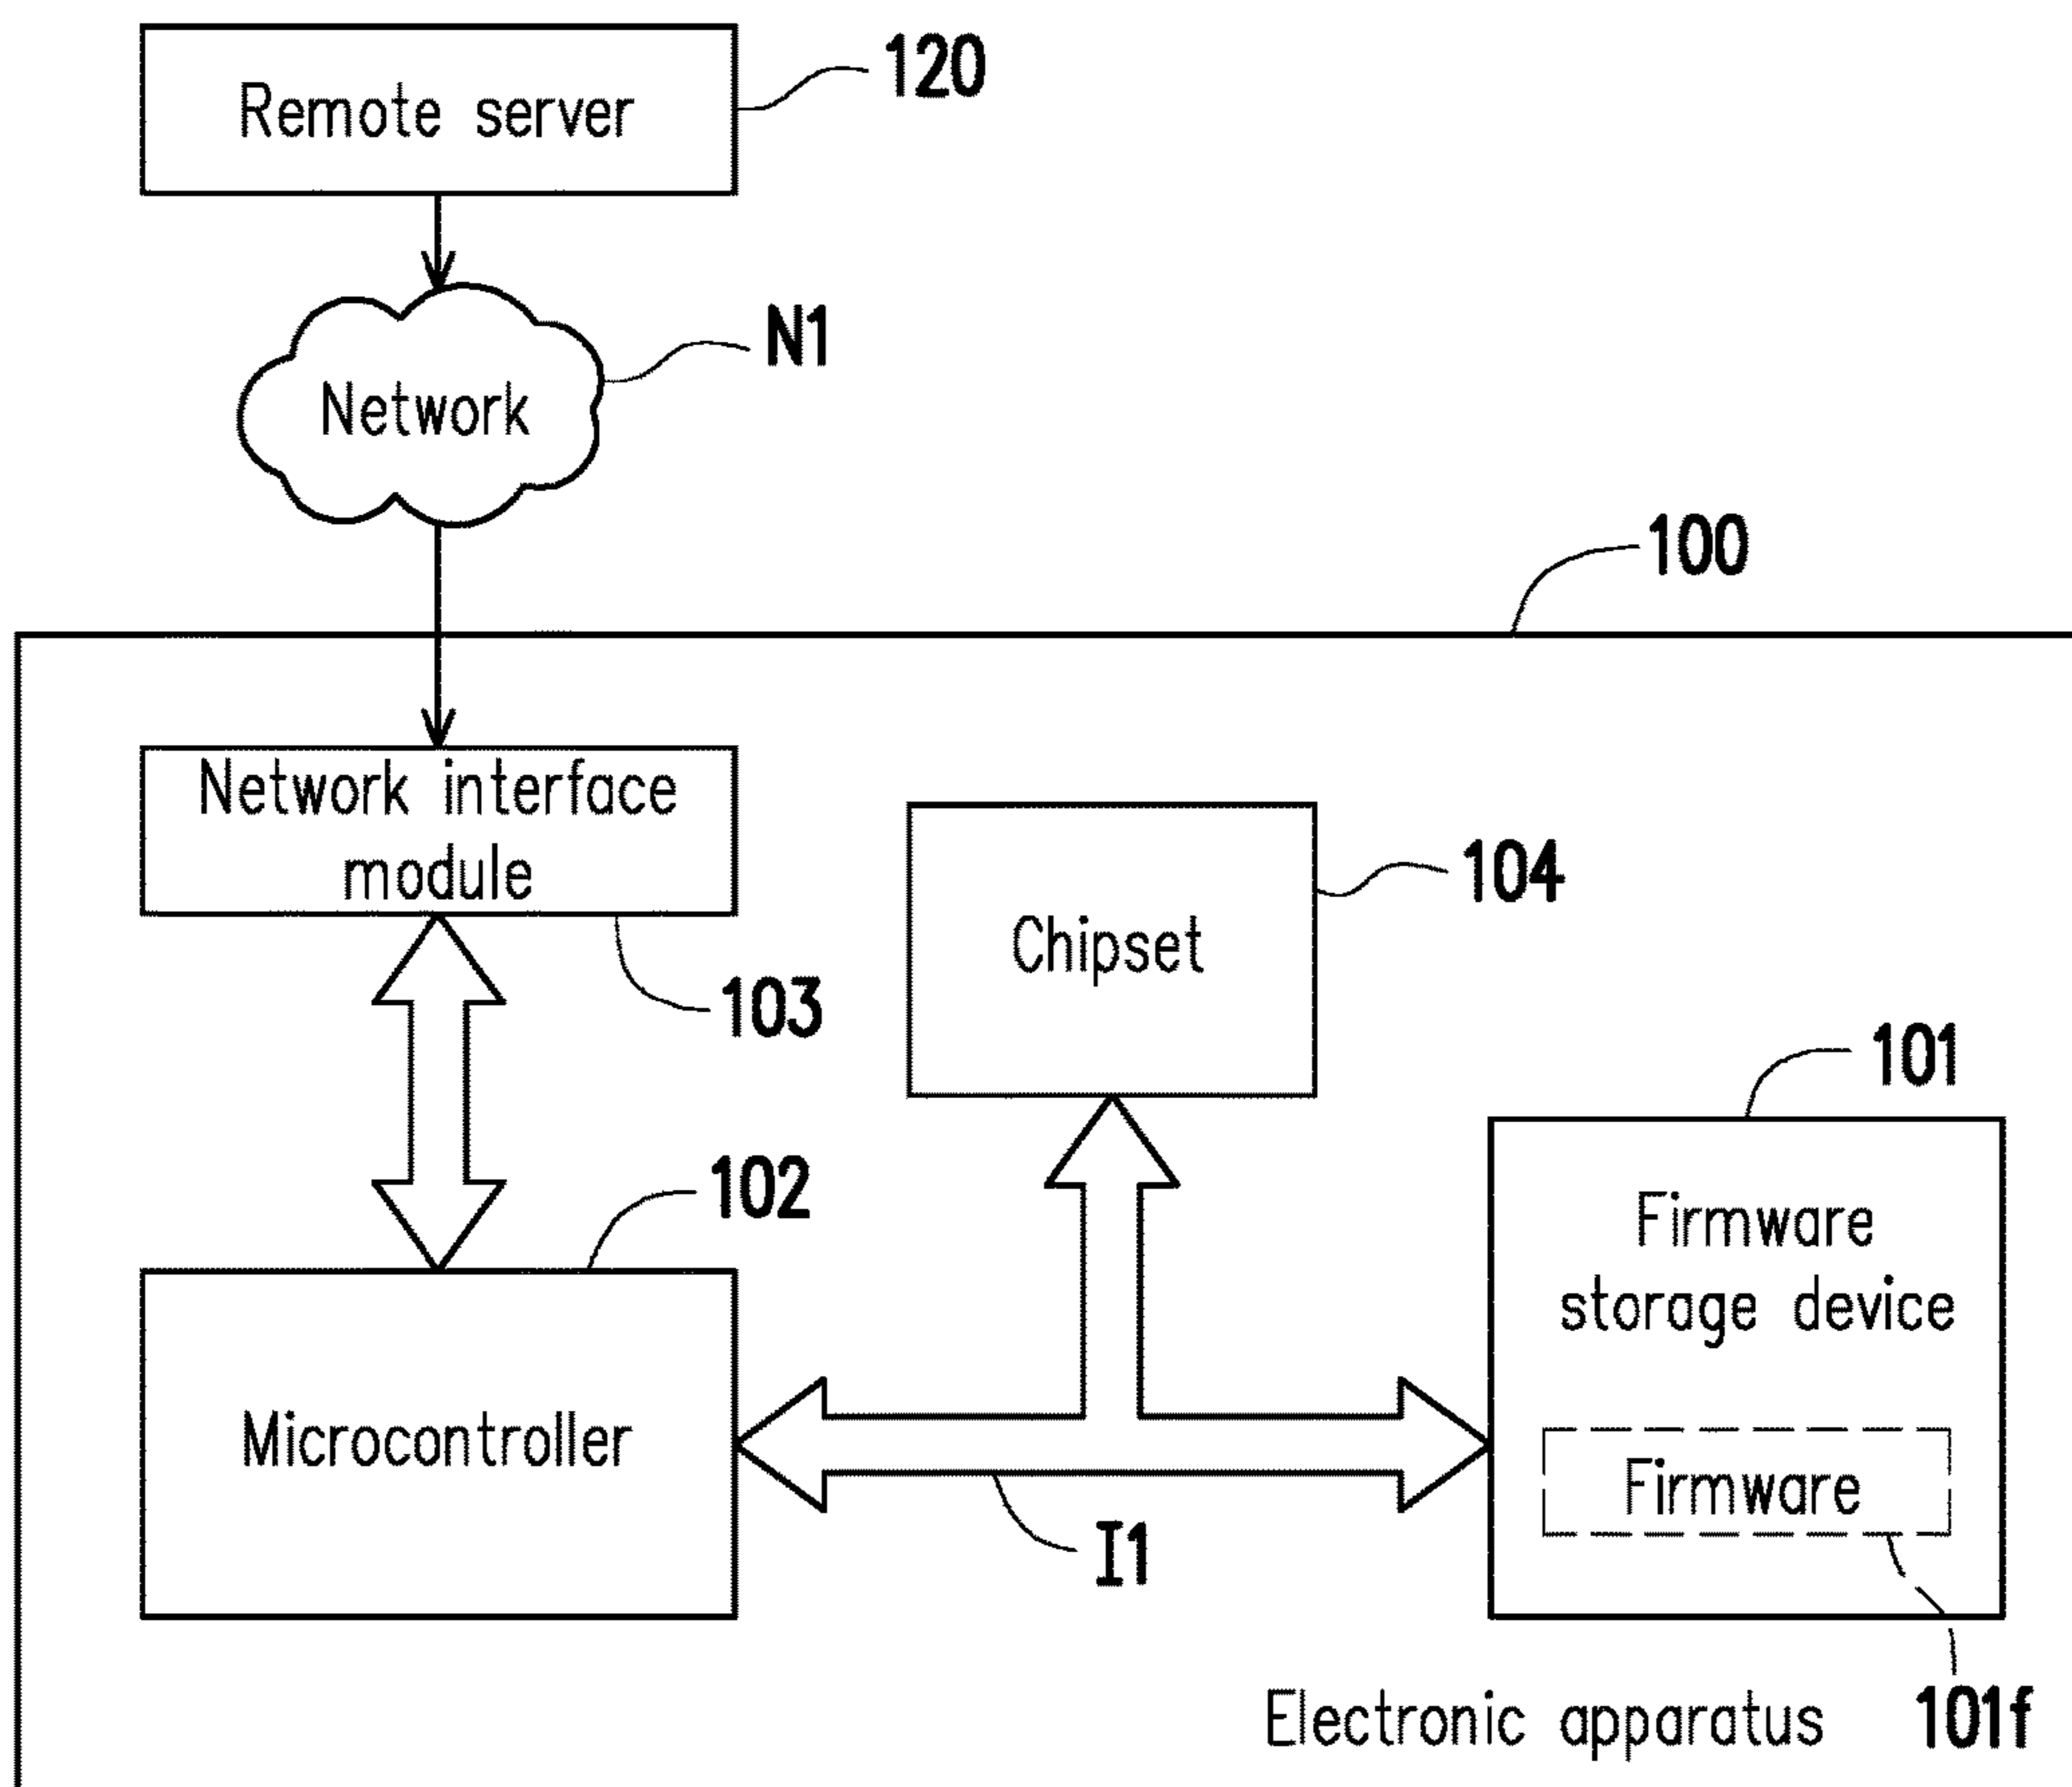 Remote server
120
Network
N1
100
Network interface
module
103
Chipset
104
101
102
Firmware
storage device
Microcontroller
Firmware
I1
Electronic apparatus
101f